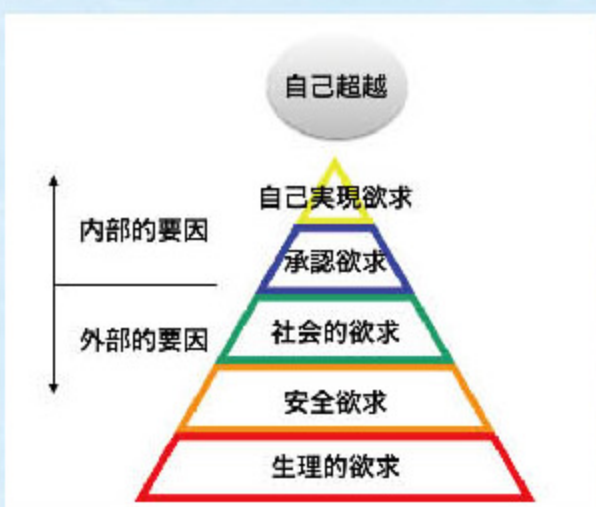 自己超越
自己実現欲求
内部的要因
承認欲求
外部的要因
社会的欲求
安全欲求
生理的欲求